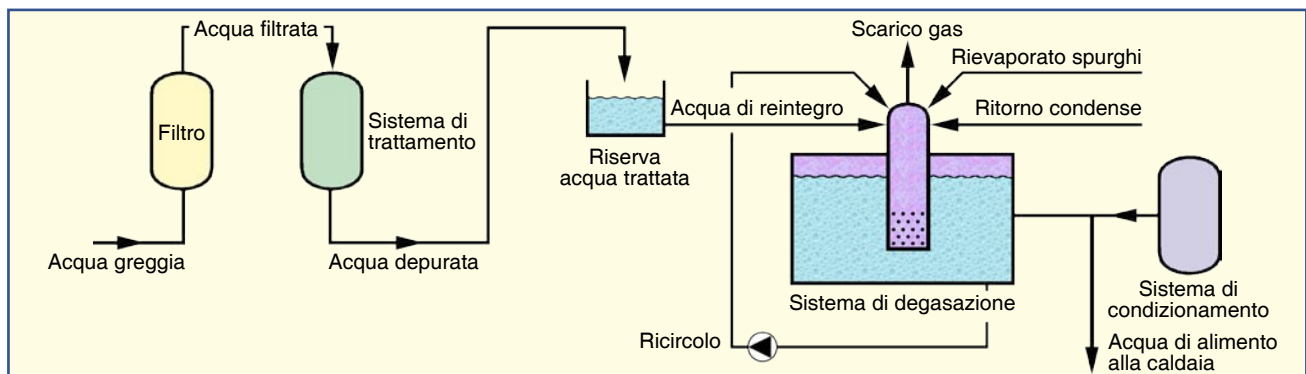 Acqua filtrata
Filtro
Acqua greggia
Sistema di
trattamento
Acqua depurata
Riserva
acqua trattata
Acqua di reintegro
Scarico gas
Rievaporato spurghi
Ritorno condense
Sistema di degasazione
Ricircolo
Sistema di
condizionamento
Acqua di alimento
alla caldaia